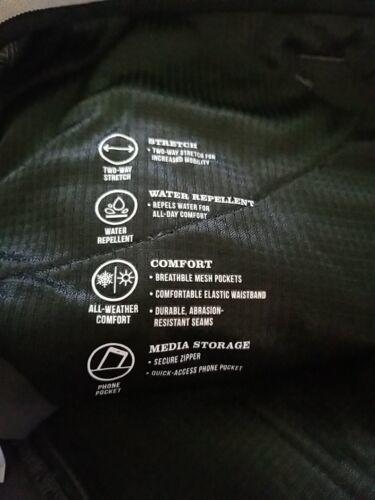 STRETCH
• TWO-WAY STRETCH FOR
INCREASED MOBILITY
TWO-WAY
STRETCH
WATER REPELLENT
• REPELS WATER FOR
ALL-DAY COMFORT
WATER
REPELLENT
COMFORT
• BREATHBLE MESH POCKETS
• COMFORTABLE ELASTIC WAISTBAND
• DURABLE, ABRASION-
RESISTANT SEAMS
ALL-WEATHER
COMFORT
MEDIA STORAGE
• SECURE ZIPPER
• QUICK-ACCESS PHONE POCKET
PHONE
POCKET